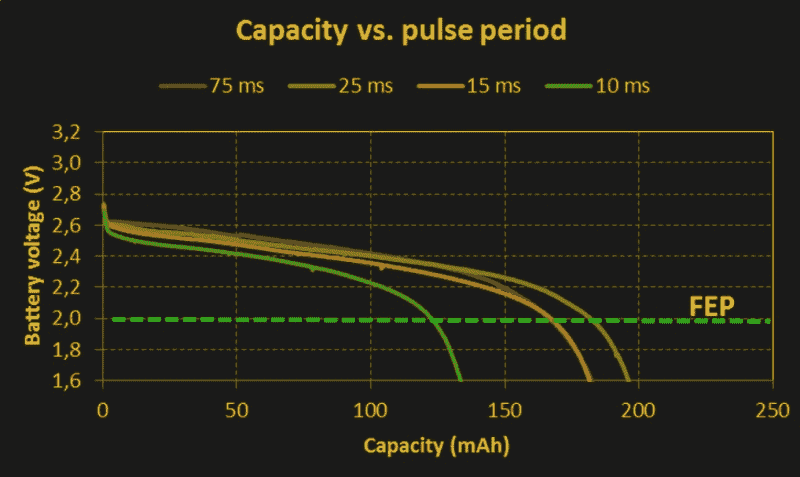 Capacity vs. pulse period
75 ms 25 ms 15 ms 10 ms
3,2
3,0
2,8
2,6
2,4
2,2
2,0
1,8
1,6
Battery voltage (V)
FEP
0 50 100 150 200 250
Capacity (mAh)